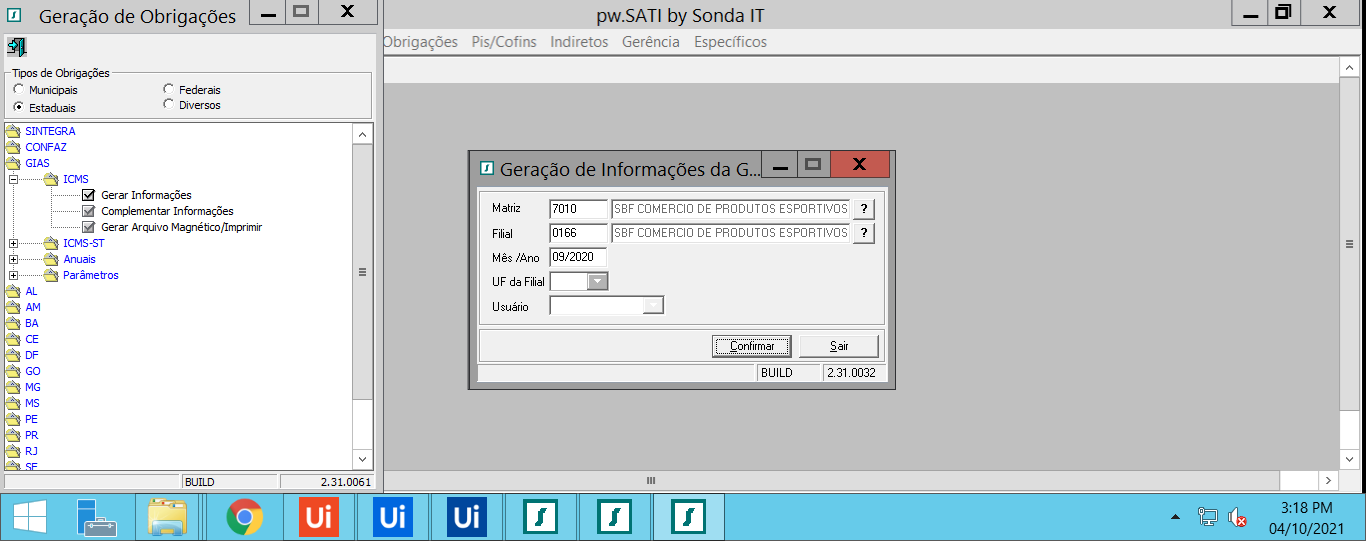 Geração de Obrigações
pw.SATI by Sonda IT
Obrigações Pis/Cofins Indiretos Gerência Específicos
Tipos de Obrigações
Municipais Federais
Estaduais Diversos
SINTEGRA
CONFAZ
GIAS
ICMS
Gerar Informações
Complementar Informações
Gerar Arquivo Magnético/Imprimir
ICMS-ST
Anuais
Parâmetros
AL
AM
BA
CE
DF
GO
MG
MS
PE
PR
RJ
SE
BUILD 2.31.0061
Geração de Informações da G...
Matriz 7010 SBF COMERCIO DE PRODUTOS ESPORTIVOS ?
Filial 0166 SBF COMERCIO DE PRODUTOS ESPORTIVOS ?
Mês /Ano 09/2020
UF da Filial
Usuário
Confirmar Sair
BUILD 2.31.0032
Ui Ui Ui
3:18 PM
04/10/2021